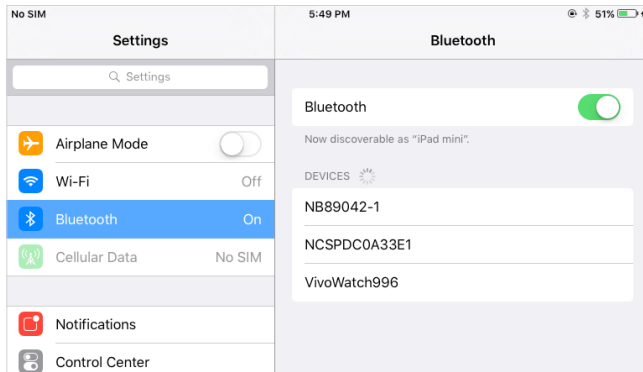 No SIM
5:49 PM
51%
Settings
Bluetooth
Settings
Bluetooth
Now discoverable as “iPad mini”.
Airplane Mode
Wi-Fi
Off
Bluetooth
On
Cellular Data
No SIM
Notifications
Control Center
DEVICES
NB89042-1
NCSPDC0A33E1
VivoWatch996